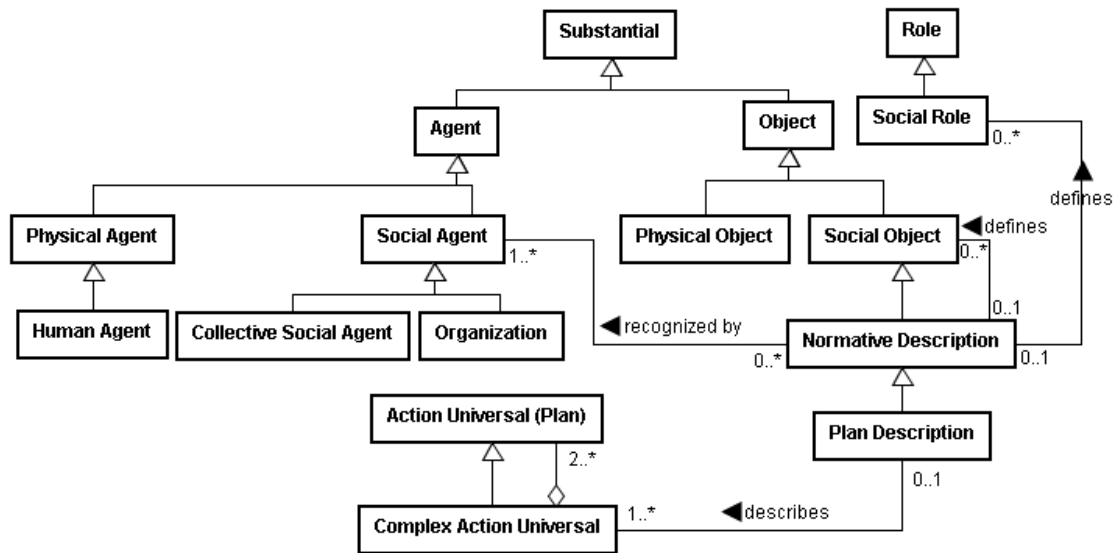 Substantial
Role
Agent
Object
Social Role
0..*
defines
Physical Agent
Social Agent
Physical Object
Social Object
defines
1..*
0..*
Human Agent
Collective Social Agent
Organization
recognized by
0..1
Normative Description
0..*
0..1
Action Universal (Plan)
Plan Description
2..*
0..1
1..*
describes
Complex Action Universal